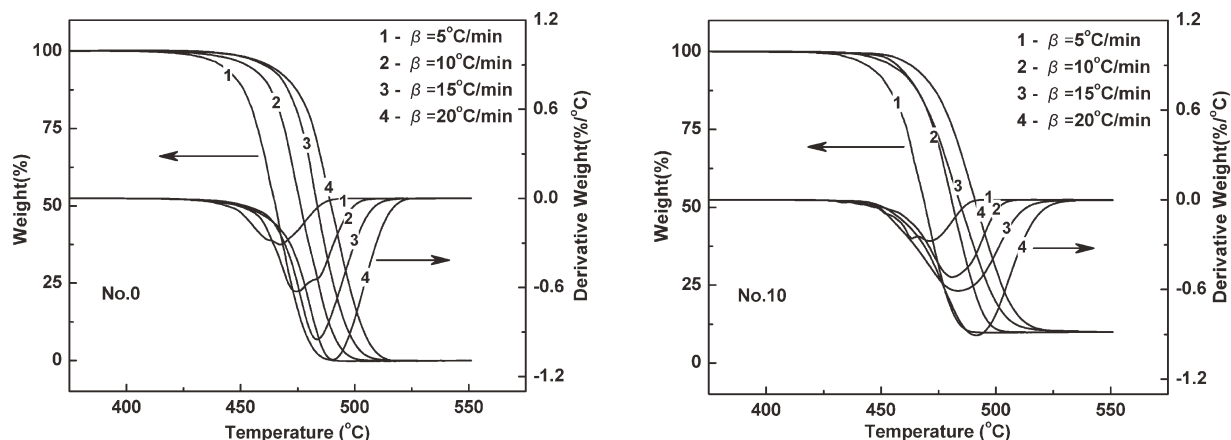 1.2
1 - β =5°C/min
100
2 - β =10°C/min
3 - β =15°C/min
1
0.6
4 - β =20°C/min
2
75
3
Weight(%)
4
Derivative Weight(%/°C)
50
1
0.0
2
3
25
4
No.0
-0.6
0
-1.2
400
450
500
550
Temperature (°C)
1.2
1 - β =5°C/min
100
2 - β =10°C/min
3 - β =15°C/min
1
0.6
4 - β =20°C/min
75
2
3
Weight(%)
Derivative Weight(%/°C)
50
1
0.0
4
2
3
4
25
No.10
-0.6
0
-1.2
400
450
500
550
Temperature (°C)